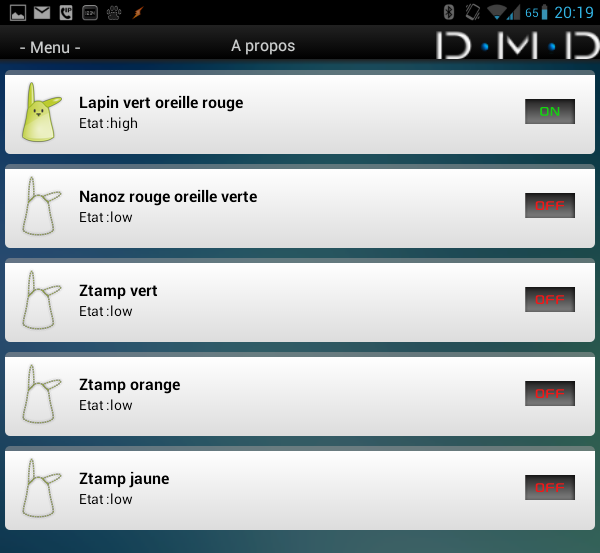 65 20:19
- Menu -
A propos
D•M•D
Lapin vert oreille rouge
Etat :high
ON
Nanoz rouge oreille verte
Etat :low
OFF
Ztamp vert
Etat :low
OFF
Ztamp orange
Etat :low
OFF
Ztamp jaune
Etat :low
OFF